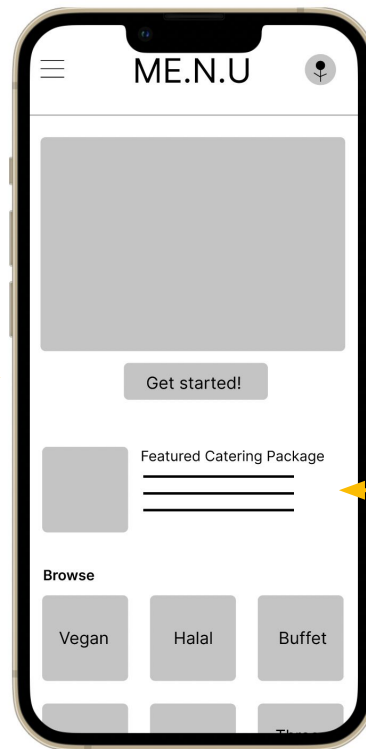 ME.N.U
Get started!
Featured Catering Package
Browse
Vegan
Halal
Buffet